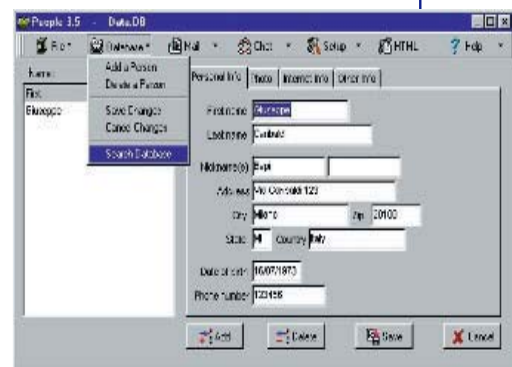 People 3.5 - Data.DB
File Database Mail Chat Setup HTML Help
Name
First
Giuseppe
Add a Person
Delete a Person
Save Changes
Cancel Changes
Search Database
Personal Info Photo Internet Info Other Info
First name Giuseppe
Last name
Nickname(s) Bepi
Address Via 123
City Milano Zip 20100
State MI Country Italy
Date of birth 16/07/1973
Phone number 123456
Add Delete Save Cancel